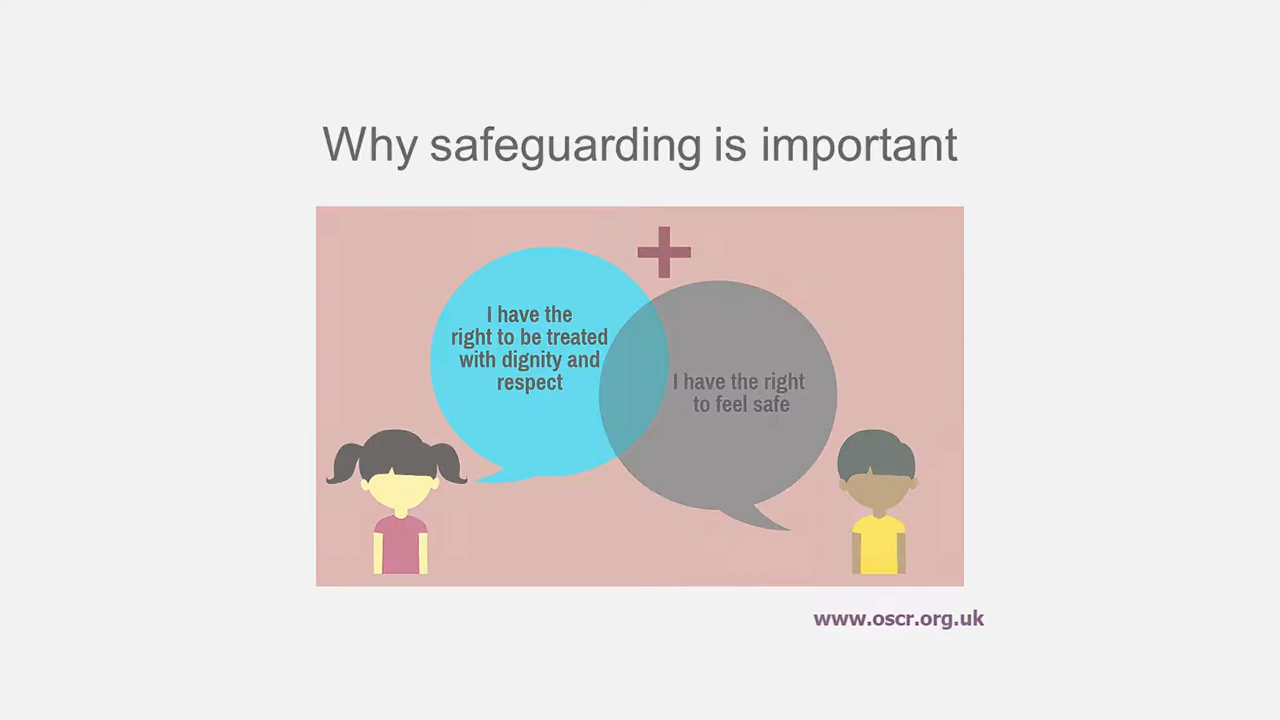 Why safeguarding is important
I have the
right to be treated
with dignity and
respect
I have the right
to feel safe
www.oscr.org.uk